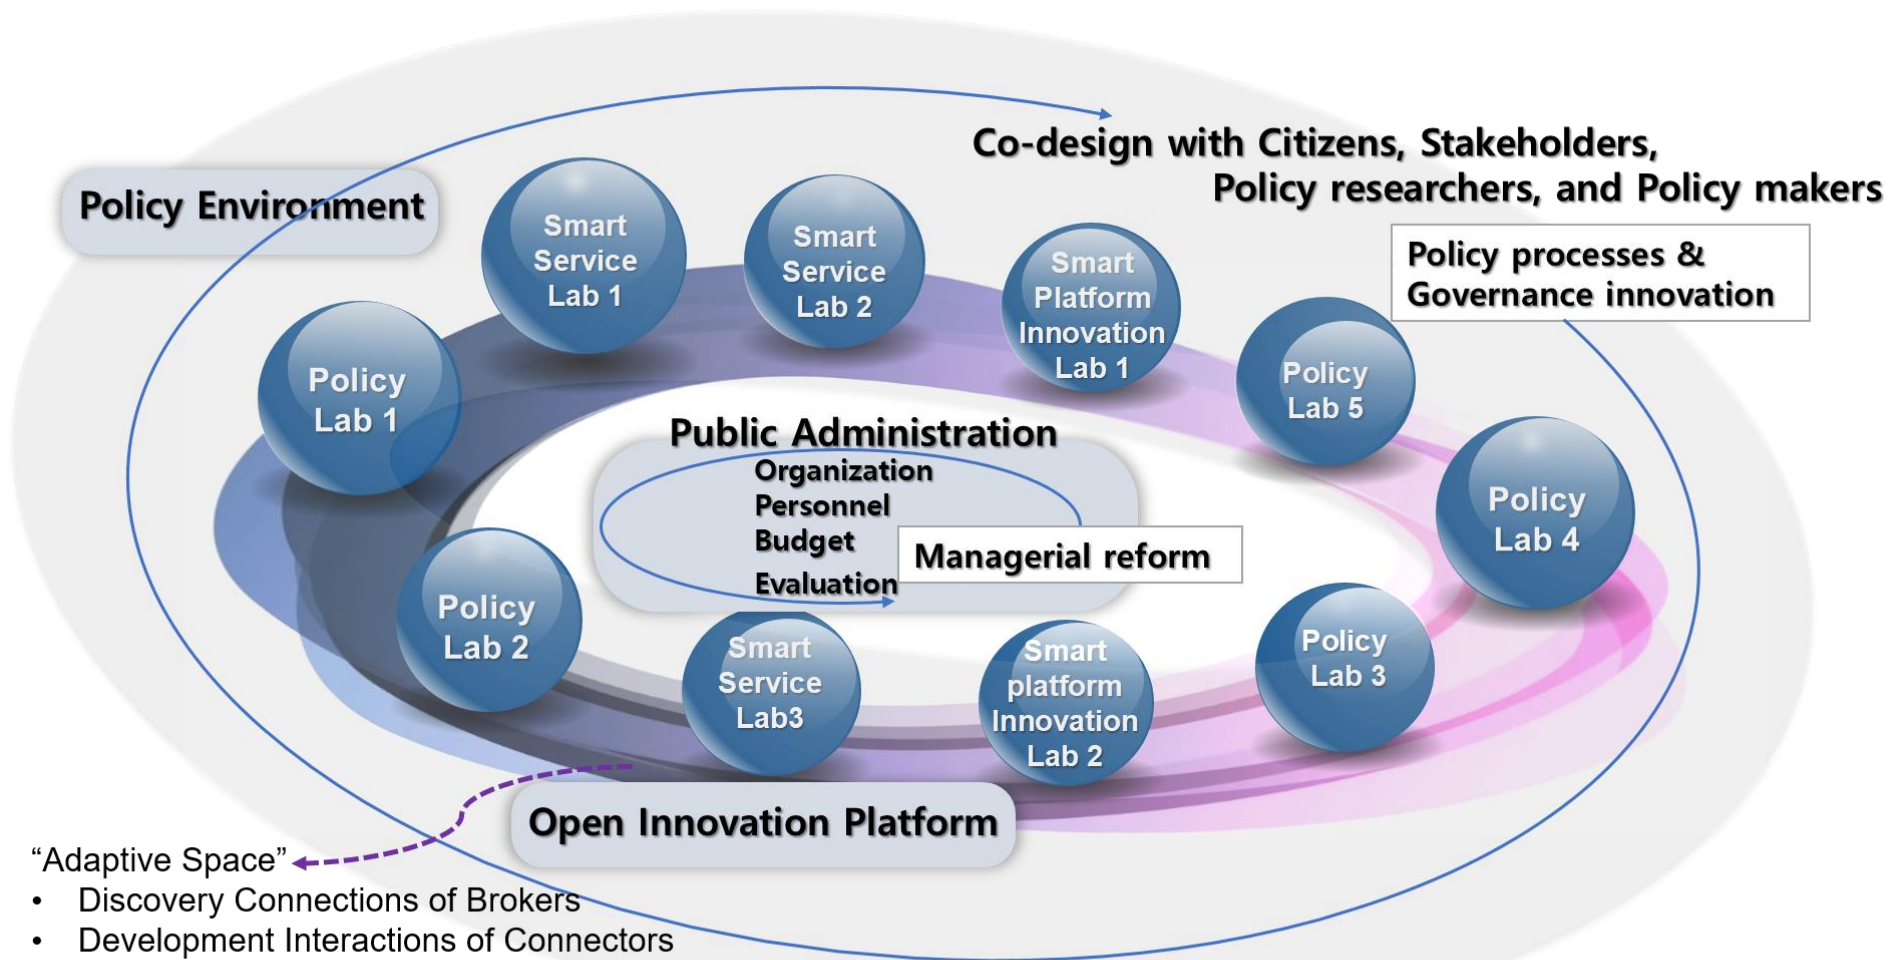 Co-design with Citizens, Stakeholders,
Policy researchers, and Policy makers
Policy Environment
Policy processes &
Governance innovation
Smart
Service
Lab 1
Smart
Service
Lab 2
Smart
Platform
Innovation
Lab 1
Policy
Lab 5
Policy
Lab 1
Policy
Lab 4
Public Administration
Organization
Personnel
Budget
Evaluation
Managerial reform
Policy
Lab 2
Smart
Service
Lab3
Smart
platform
Innovation
Lab 2
Policy
Lab 3
Open Innovation Platform
“Adaptive Space”
• Discovery Connections of Brokers
• Development Interactions of Connectors